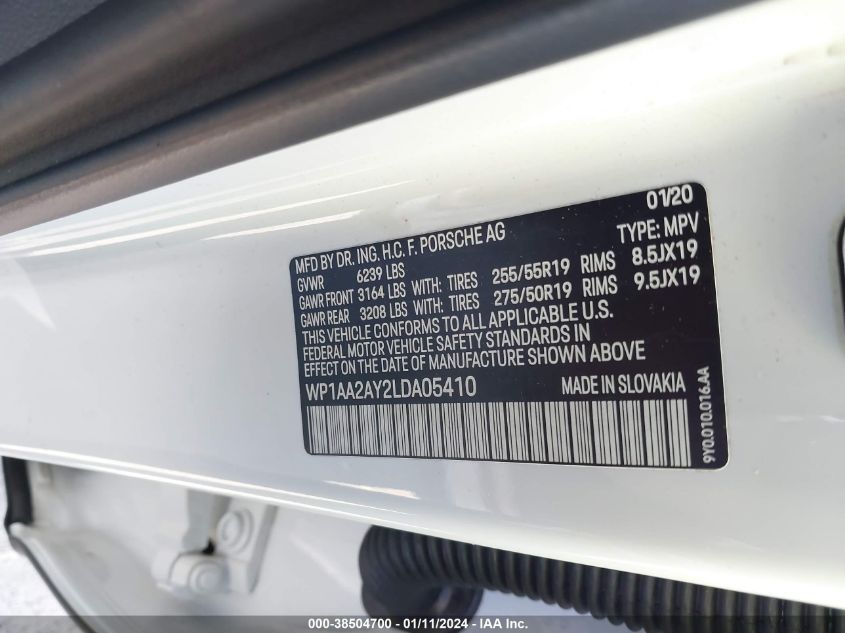 01/20
MFD BY DR. ING. H.C. F. PORSCHE AG TYPE: MPV
GVWR 6239 LBS
GAWR FRONT 3164 LBS WITH: TIRES 255/55R19 RIMS 8.5JX19
GAWR REAR 3208 LBS WITH: TIRES 275/50R19 RIMS 9.5JX19
THIS VEHICLE CONFORMS TO ALL APPLICABLE U.S.
FEDERAL MOTOR VEHICLE SAFETY STANDARDS IN
EFFECT ON THE DATE OF MANUFACTURE SHOWN ABOVE
WP1AA2AY2LDA05410 MADE IN SLOVAKIA
9Y0.010.016.AA
000-38504700 - 01/11/2024 - IAA Inc.